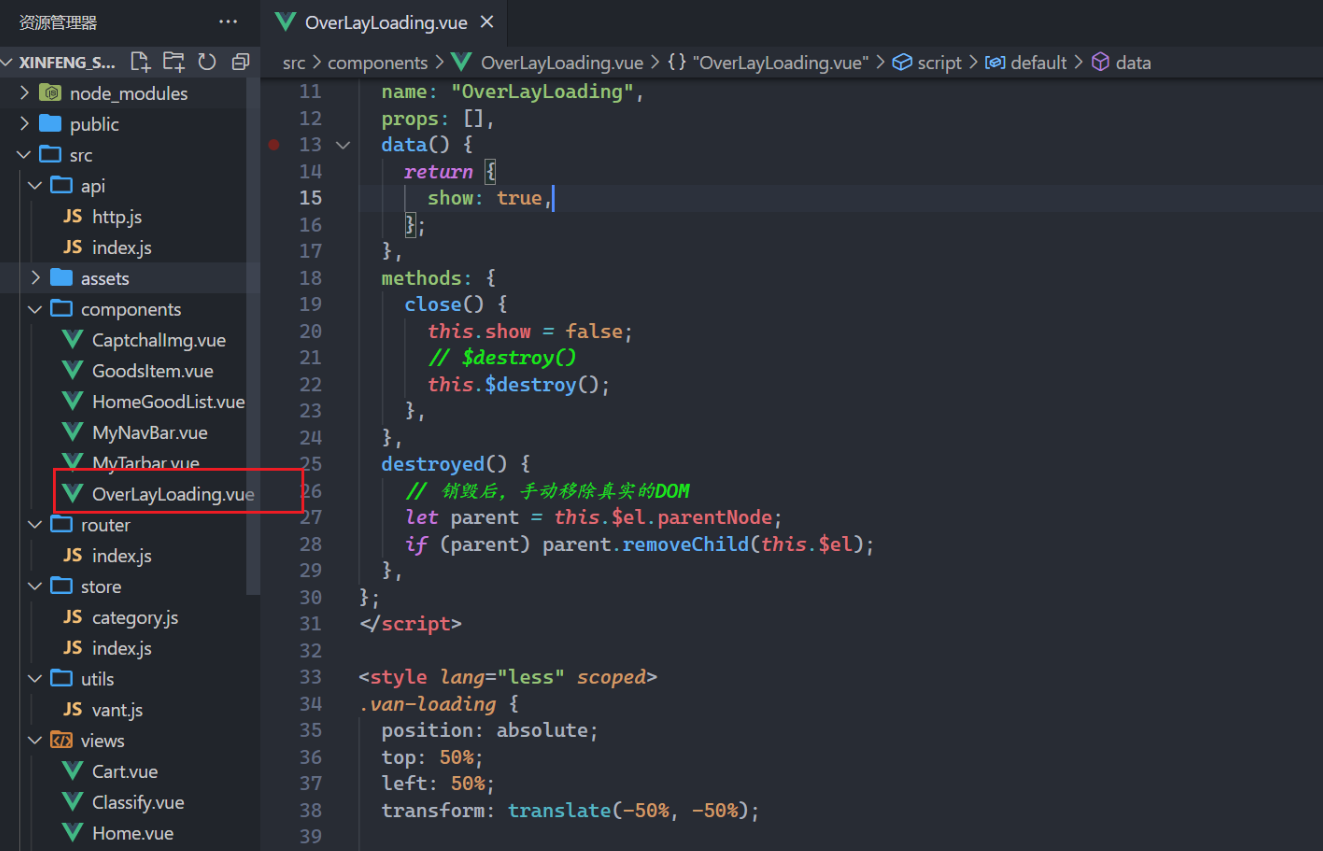 资源管理器
···
OverLayLoading.vue
XINFENG_S...
src > components > OverLayLoading.vue > {} "OverLayLoading.vue" > script > default > data
node_modules
public
src
api
JS http.js
JS index.js
assets
components
CaptchaImg.vue
GoodsItem.vue
HomeGoodList.vue
MyNavBar.vue
MyTarbar.vue
OverLayLoading.vue
router
JS index.js
store
JS category.js
JS index.js
utils
JS vant.js
views
Cart.vue
Classify.vue
Home.vue
11 name: "OverLayLoading",
12 props: [],
13 data() {
14 return {
15 show: true,
16 };
17 },
18 methods: {
19 close() {
20 this.show = false;
21 // $destroy()
22 this.$destroy();
23 },
24 },
25 destroyed() {
26 // 销毁后，手动移除真实的DOM
27 let parent = this.$el.parentNode;
28 if (parent) parent.removeChild(this.$el);
29 },
30 };
31 </script>
32
33 <style lang="less" scoped>
34 .van-loading {
35 position: absolute;
36 top: 50%;
37 left: 50%;
38 transform: translate(-50%, -50%);
39